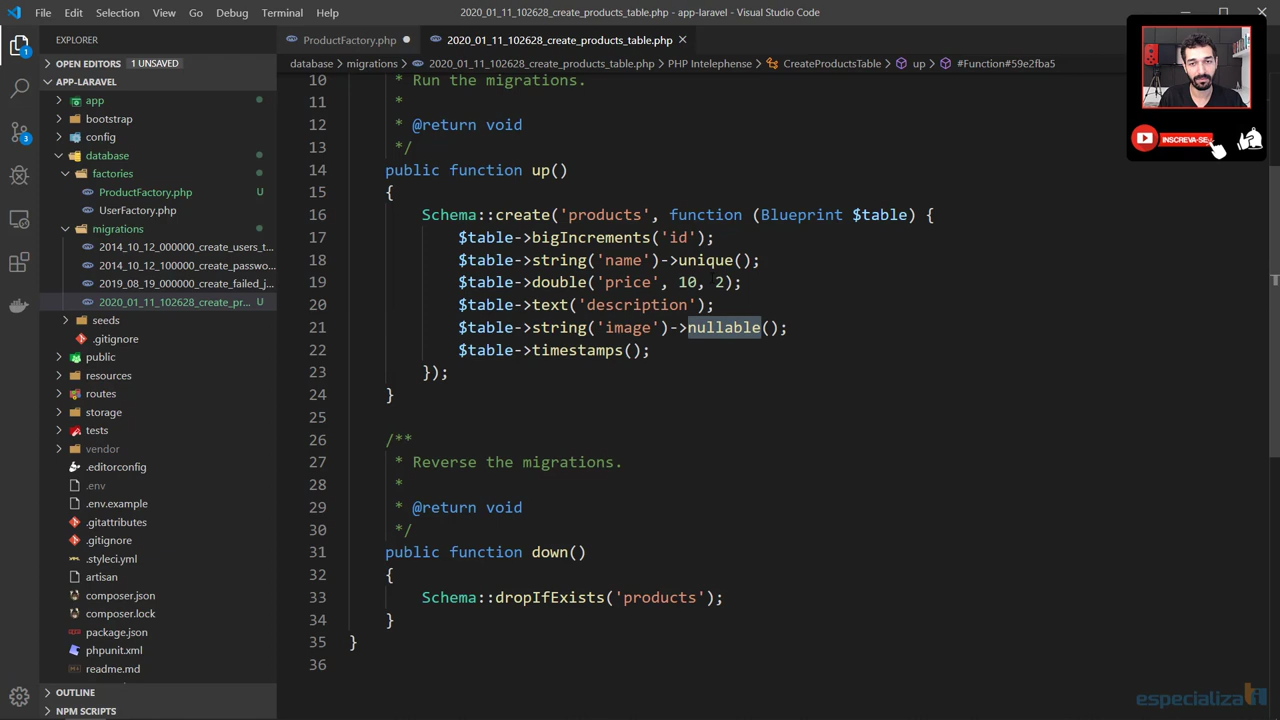 File Edit Selection View Go Debug Terminal Help
2020_01_11_102628_create_products_table.php - app-laravel - Visual Studio Code
EXPLORER
OPEN EDITORS 1 UNSAVED
APP-LARAVEL
app
bootstrap
config
database
factories
ProductFactory.php U
UserFactory.php
migrations
2014_10_12_000000_create_users_t...
2014_10_12_100000_create_passwo...
2019_08_19_000000_create_failed_j...
2020_01_11_102628_create_pr... U
seeds
.gitignore
public
resources
routes
storage
tests
vendor
.editorconfig
.env
.env.example
.gitattributes
.gitignore
.styleci.yml
artisan
composer.json
composer.lock
package.json
phpunit.xml
readme.md
OUTLINE
NPM SCRIPTS
1
3
ProductFactory.php
2020_01_11_102628_create_products_table.php
database > migrations > 2020_01_11_102628_create_products_table.php > PHP Intelephense > CreateProductsTable > up > #Function#59e2fba5
10 * Run the migrations.
11 *
12 * @return void
13 */
14 public function up()
15 {
16 Schema::create('products', function (Blueprint $table) {
17 $table->bigIncrements('id');
18 $table->string('name')->unique();
19 $table->double('price', 10, 2);
20 $table->text('description');
21 $table->string('image')->nullable();
22 $table->timestamps();
23 });
24 }
25
26 /**
27 * Reverse the migrations.
28 *
29 * @return void
30 */
31 public function down()
32 {
33 Schema::dropIfExists('products');
34 }
35 }
36
INSCREVA-SE
especializati